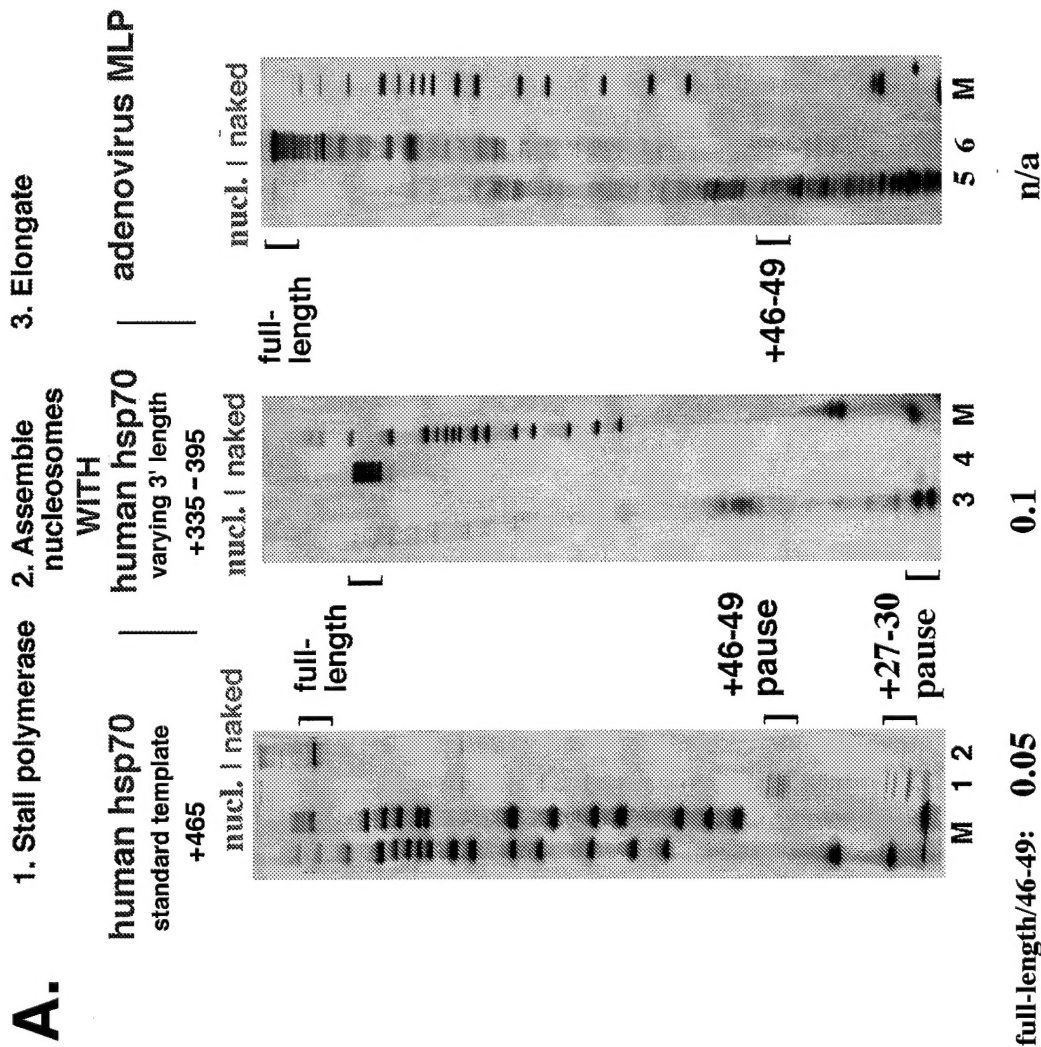 A.
1. Stall polymerase
2. Assemble nucleosomes WITH
3. Elongate
human hsp70
standard template
+465
human hsp70
varying 3' length
+335–395
adenovirus MLP
nucl. | naked
nucl. | naked
nucl. | naked
full-
length
full-
length
+46-49
pause
+27-30
pause
+46-49
M 1 2
3 4 M
5 6 M
full-length/46-49: 0.05 0.1 n/a